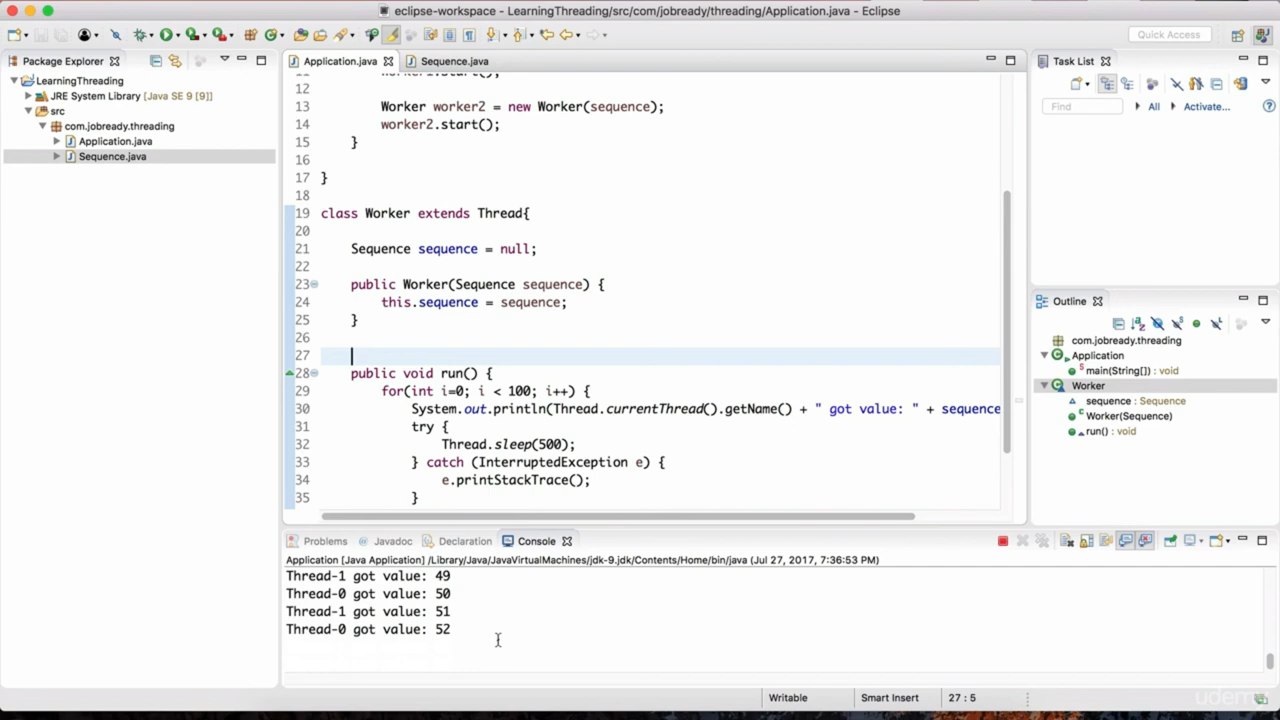 eclipse-workspace - LearningThreading/src/com/jobready/threading/Application.java - Eclipse
Quick Access
Package Explorer
LearningThreading
JRE System Library [Java SE 9 [9]]
src
com.jobready.threading
Application.java
Sequence.java
Application.java
Sequence.java
12
13 Worker worker2 = new Worker(sequence);
14 worker2.start();
15 }
16
17 }
18
19 class Worker extends Thread{
20
21 Sequence sequence = null;
22
23 public Worker(Sequence sequence) {
24 this.sequence = sequence;
25 }
26
27
28 public void run() {
29 for(int i=0; i < 100; i++) {
30 System.out.println(Thread.currentThread().getName() + " got value: " + sequence
31 try {
32 Thread.sleep(500);
33 } catch (InterruptedException e) {
34 e.printStackTrace();
35 }
Task List
Find
All
Activate...
Outline
com.jobready.threading
Application
main(String[]) : void
Worker
sequence : Sequence
Worker(Sequence)
run() : void
Problems
Javadoc
Declaration
Console
Application [Java Application] /Library/Java/JavaVirtualMachines/jdk-9.jdk/Contents/Home/bin/java (Jul 27, 2017, 7:36:53 PM)
Thread-1 got value: 49
Thread-0 got value: 50
Thread-1 got value: 51
Thread-0 got value: 52
Writable
Smart Insert
27 : 5
udemy